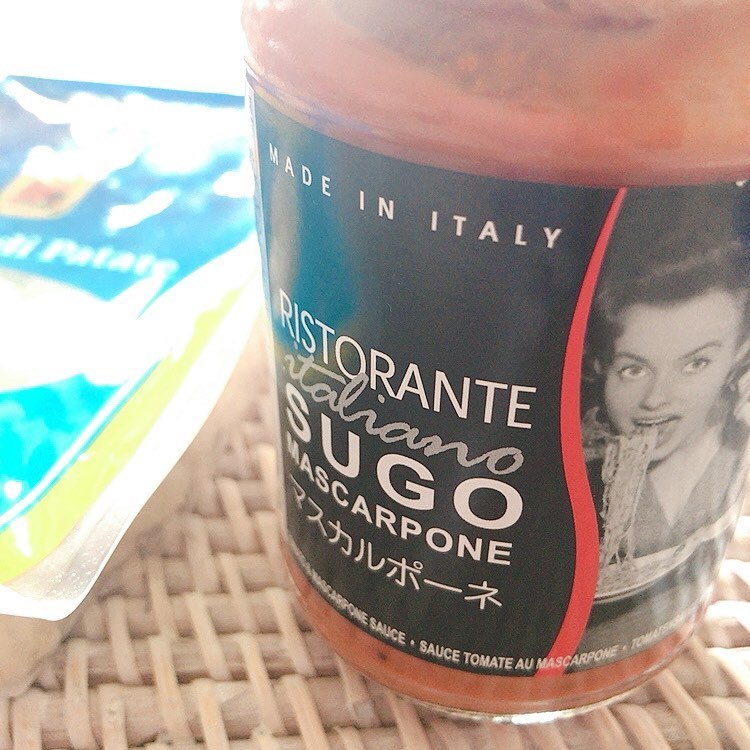 di Patate
MADE IN ITALY
RISTORANTE
italiano
SUGO
MASCARPONE
マスカルポーネ
MASCARPONE SAUCE • SAUCE TOMATE AU MASCARPONE •